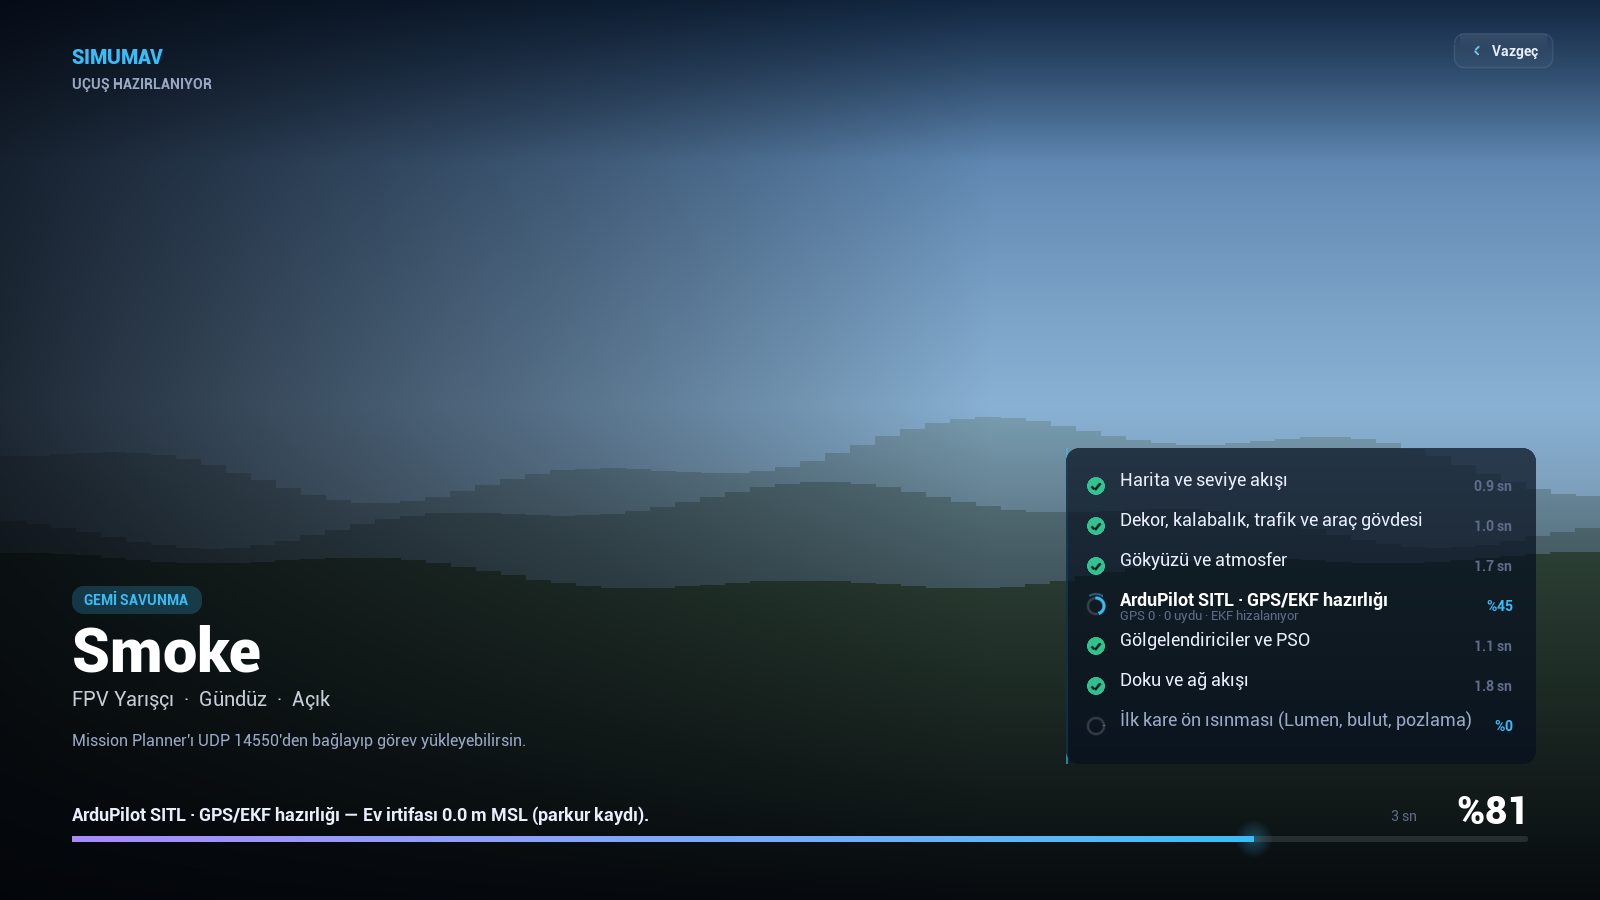 SIMUMAV
UÇUŞ HAZIRLANIYOR
Vazgeç
GEMİ SAVUNMA
Smoke
FPV Yarışçı · Gündüz · Açık
Mission Planner'ı UDP 14550'den bağlayıp görev yükleyebilirsin.
Harita ve seviye akışı 0.9 sn
Dekor, kalabalık, trafik ve araç gövdesi 1.0 sn
Gökyüzü ve atmosfer 1.7 sn
ArduPilot SITL · GPS/EKF hazırlığı %45
GPS 0 · 0 uydu · EKF hizalanıyor
Gölgelendiriciler ve PSO 1.1 sn
Doku ve ağ akışı 1.8 sn
İlk kare ön ısınması (Lumen, bulut, pozlama) %0
ArduPilot SITL · GPS/EKF hazırlığı — Ev irtifası 0.0 m MSL (parkur kaydı).
3 sn %81